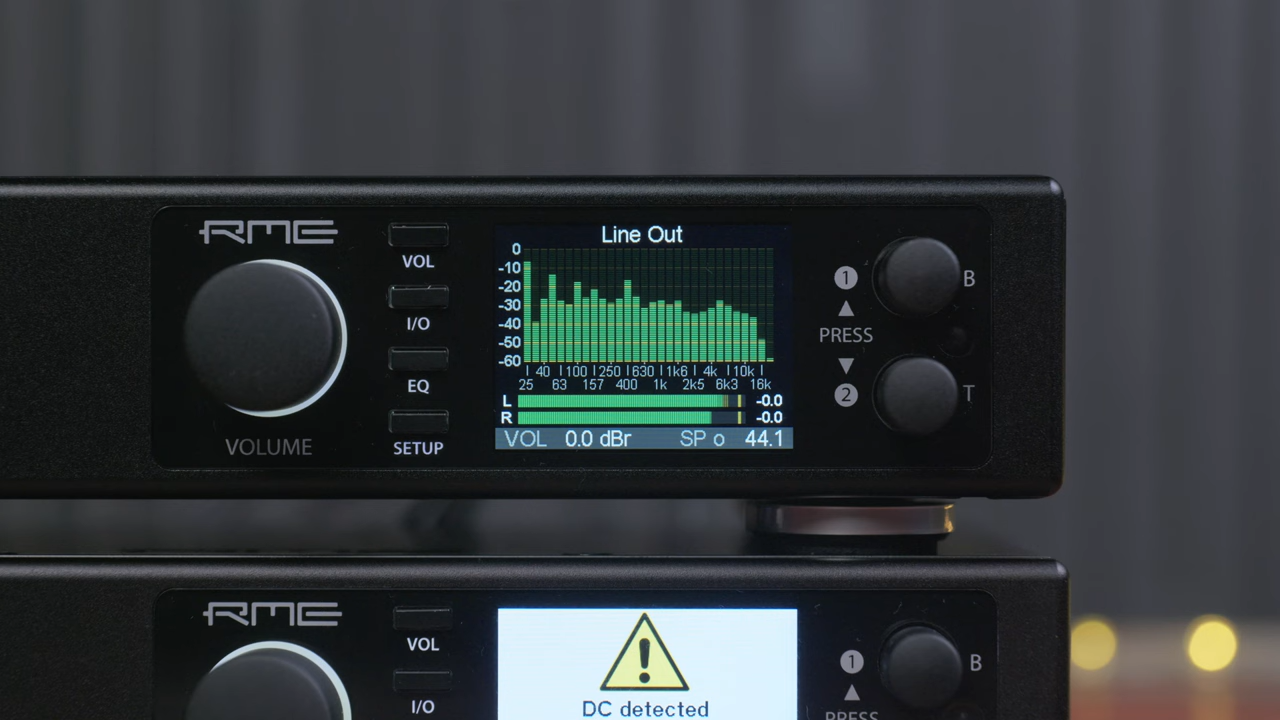 RME
VOLUME
VOL
I/O
EQ
SETUP
Line Out
0
-10
-20
-30
-40
-50
-60
40 100 250 630 1k6 4k 10k
25 63 157 400 1k 2k5 6k3 16k
L -0.0
R -0.0
VOL 0.0 dBr SP o 44.1
1 B
PRESS
2 T
RME
VOL
I/O
DC detected
1 B
PRESS